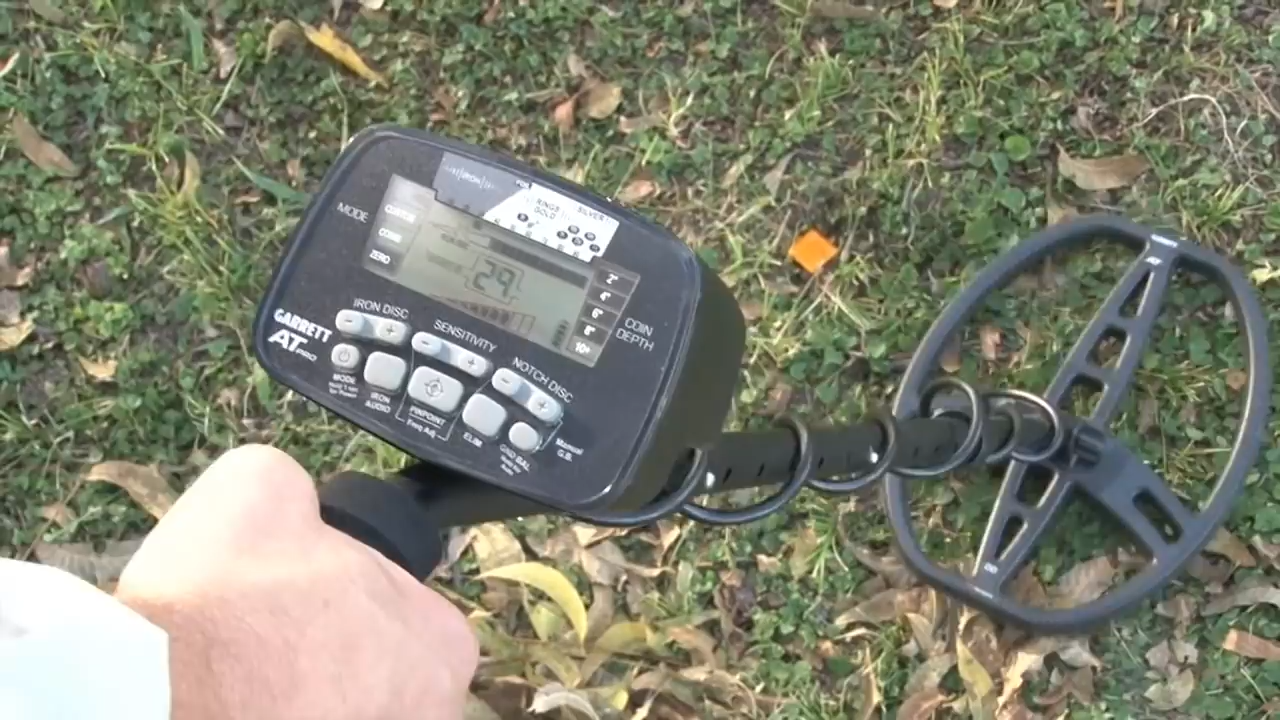 IRON
RINGS
GOLD
SILVER
MODE
CUSTOM
COINS
ZERO
29
2"
4"
6"
8"
10+
COIN
DEPTH
IRON DISC
- +
SENSITIVITY
- +
NOTCH DISC
- +
GARRETT
AT PRO
MODE
IRON
AUDIO
PINPOINT
Freq Adj.
ELIM
GND BAL
Manual
G.B.